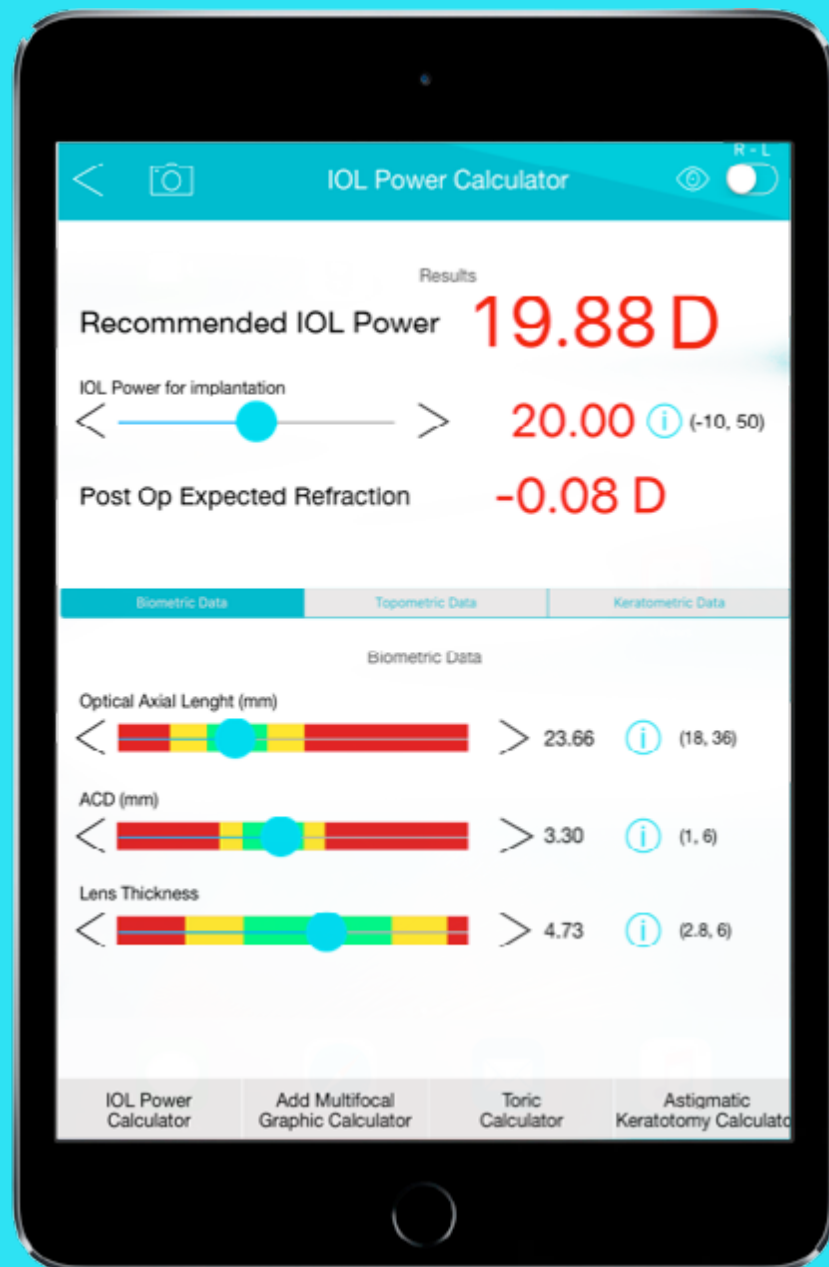 R - L
IOL Power Calculator
Results
Recommended IOL Power 19.88 D
IOL Power for implantation
20.00 i (-10, 50)
Post Op Expected Refraction -0.08 D
Biometric Data Topometric Data Keratometric Data
Biometric Data
Optical Axial Lenght (mm)
23.66 i (18, 36)
ACD (mm)
3.30 i (1, 6)
Lens Thickness
4.73 i (2.8, 6)
IOL Power Calculator
Add Multifocal Graphic Calculator
Toric Calculator
Astigmatic Keratotomy Calculato